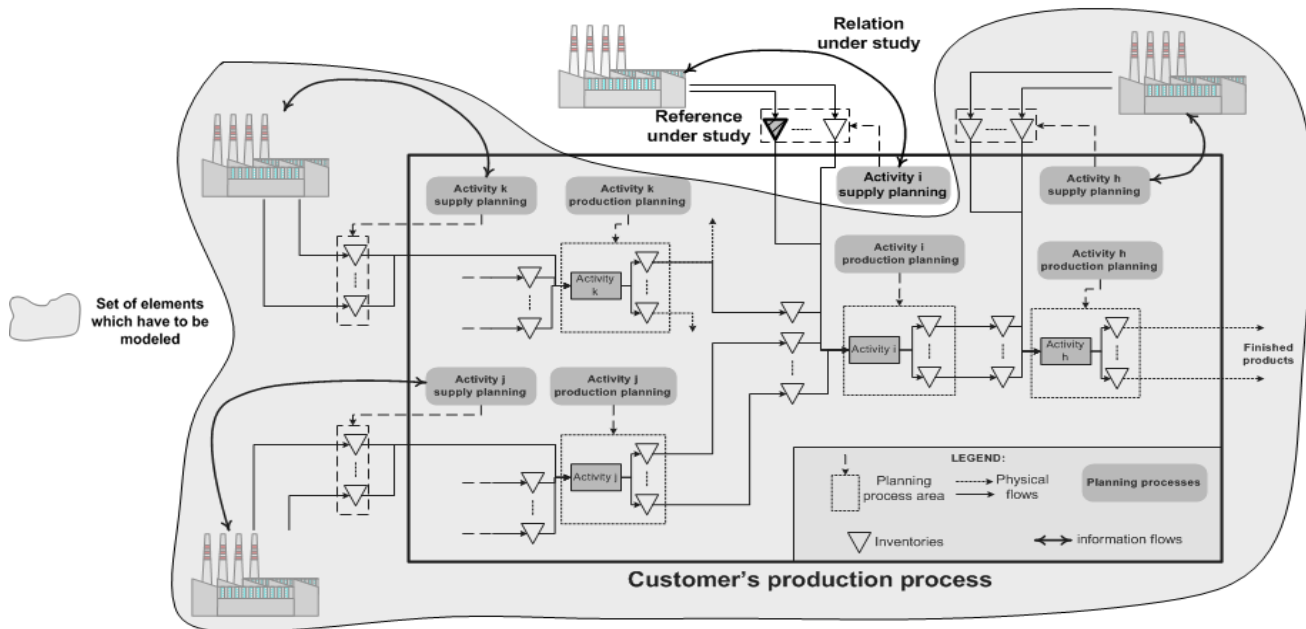 Relation
under study
Reference
under study
Activity i
supply planning
Activity h
supply planning
Activity k
supply planning
Activity k
production planning
Activity i
production planning
Activity h
production planning
Activity
k
Set of elements
which have to be
modeled
Activity i
Activity
h
Finished
products
Activity j
supply planning
Activity j
production planning
Activity j
LEGEND:
Planning
process area
Physical
flows
Planning processes
Inventories
information flows
Customer's production process